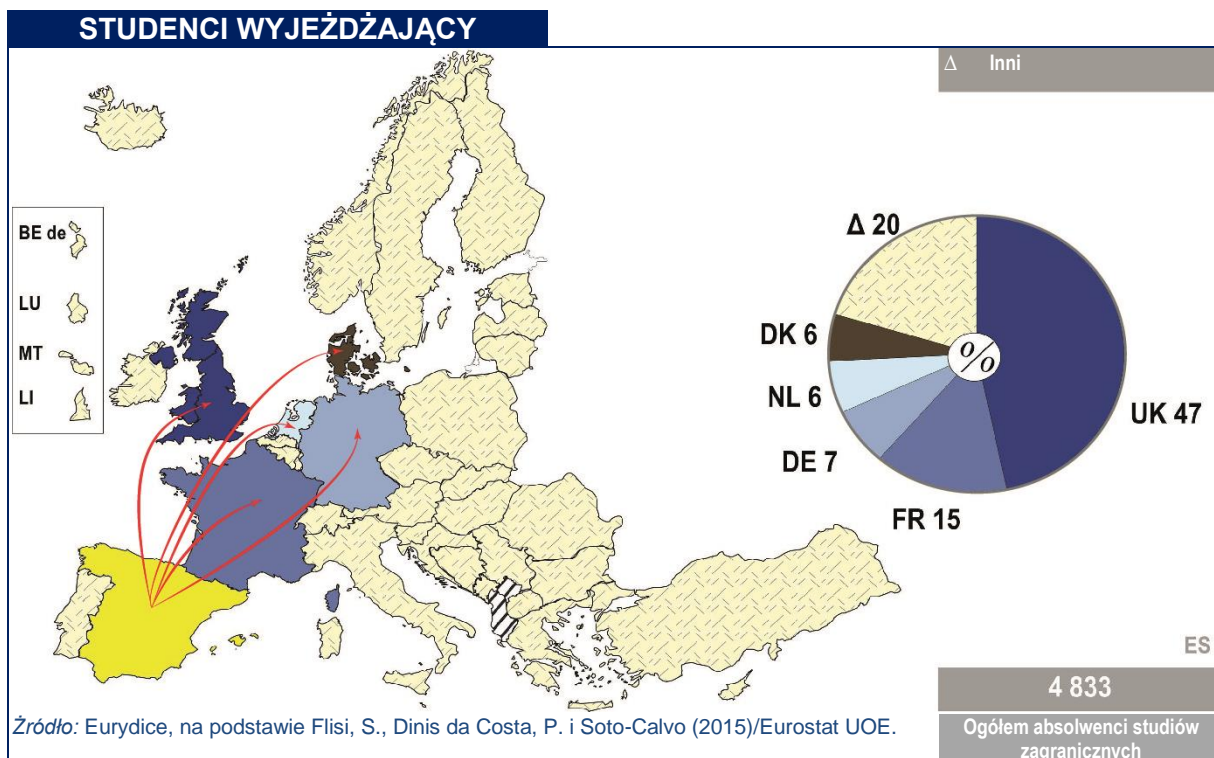 STUDENCI WYJEŻDŻAJĄCY
Δ Inni
BE de
LU
MT
LI
Δ 20
DK 6
NL 6
DE 7
FR 15
UK 47
%
ES
4 833
Ogółem absolwenci studiów
zagranicznych
Źródło: Eurydice, na podstawie Flisi, S., Dinis da Costa, P. i Soto-Calvo (2015)/Eurostat UOE.